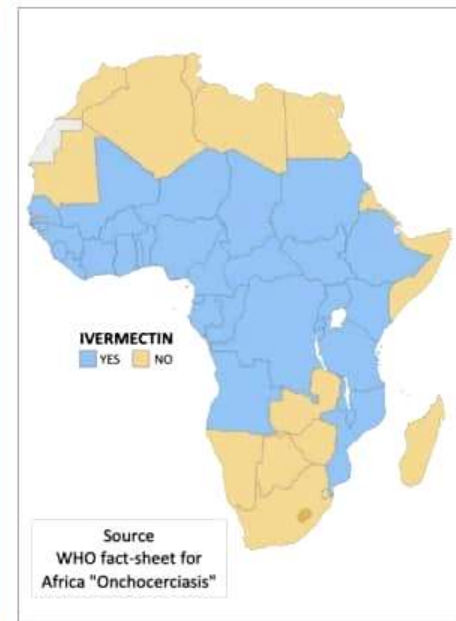 IVERMECTIN
YES NO
Source
WHO fact-sheet for
Africa "Onchocerciasis"